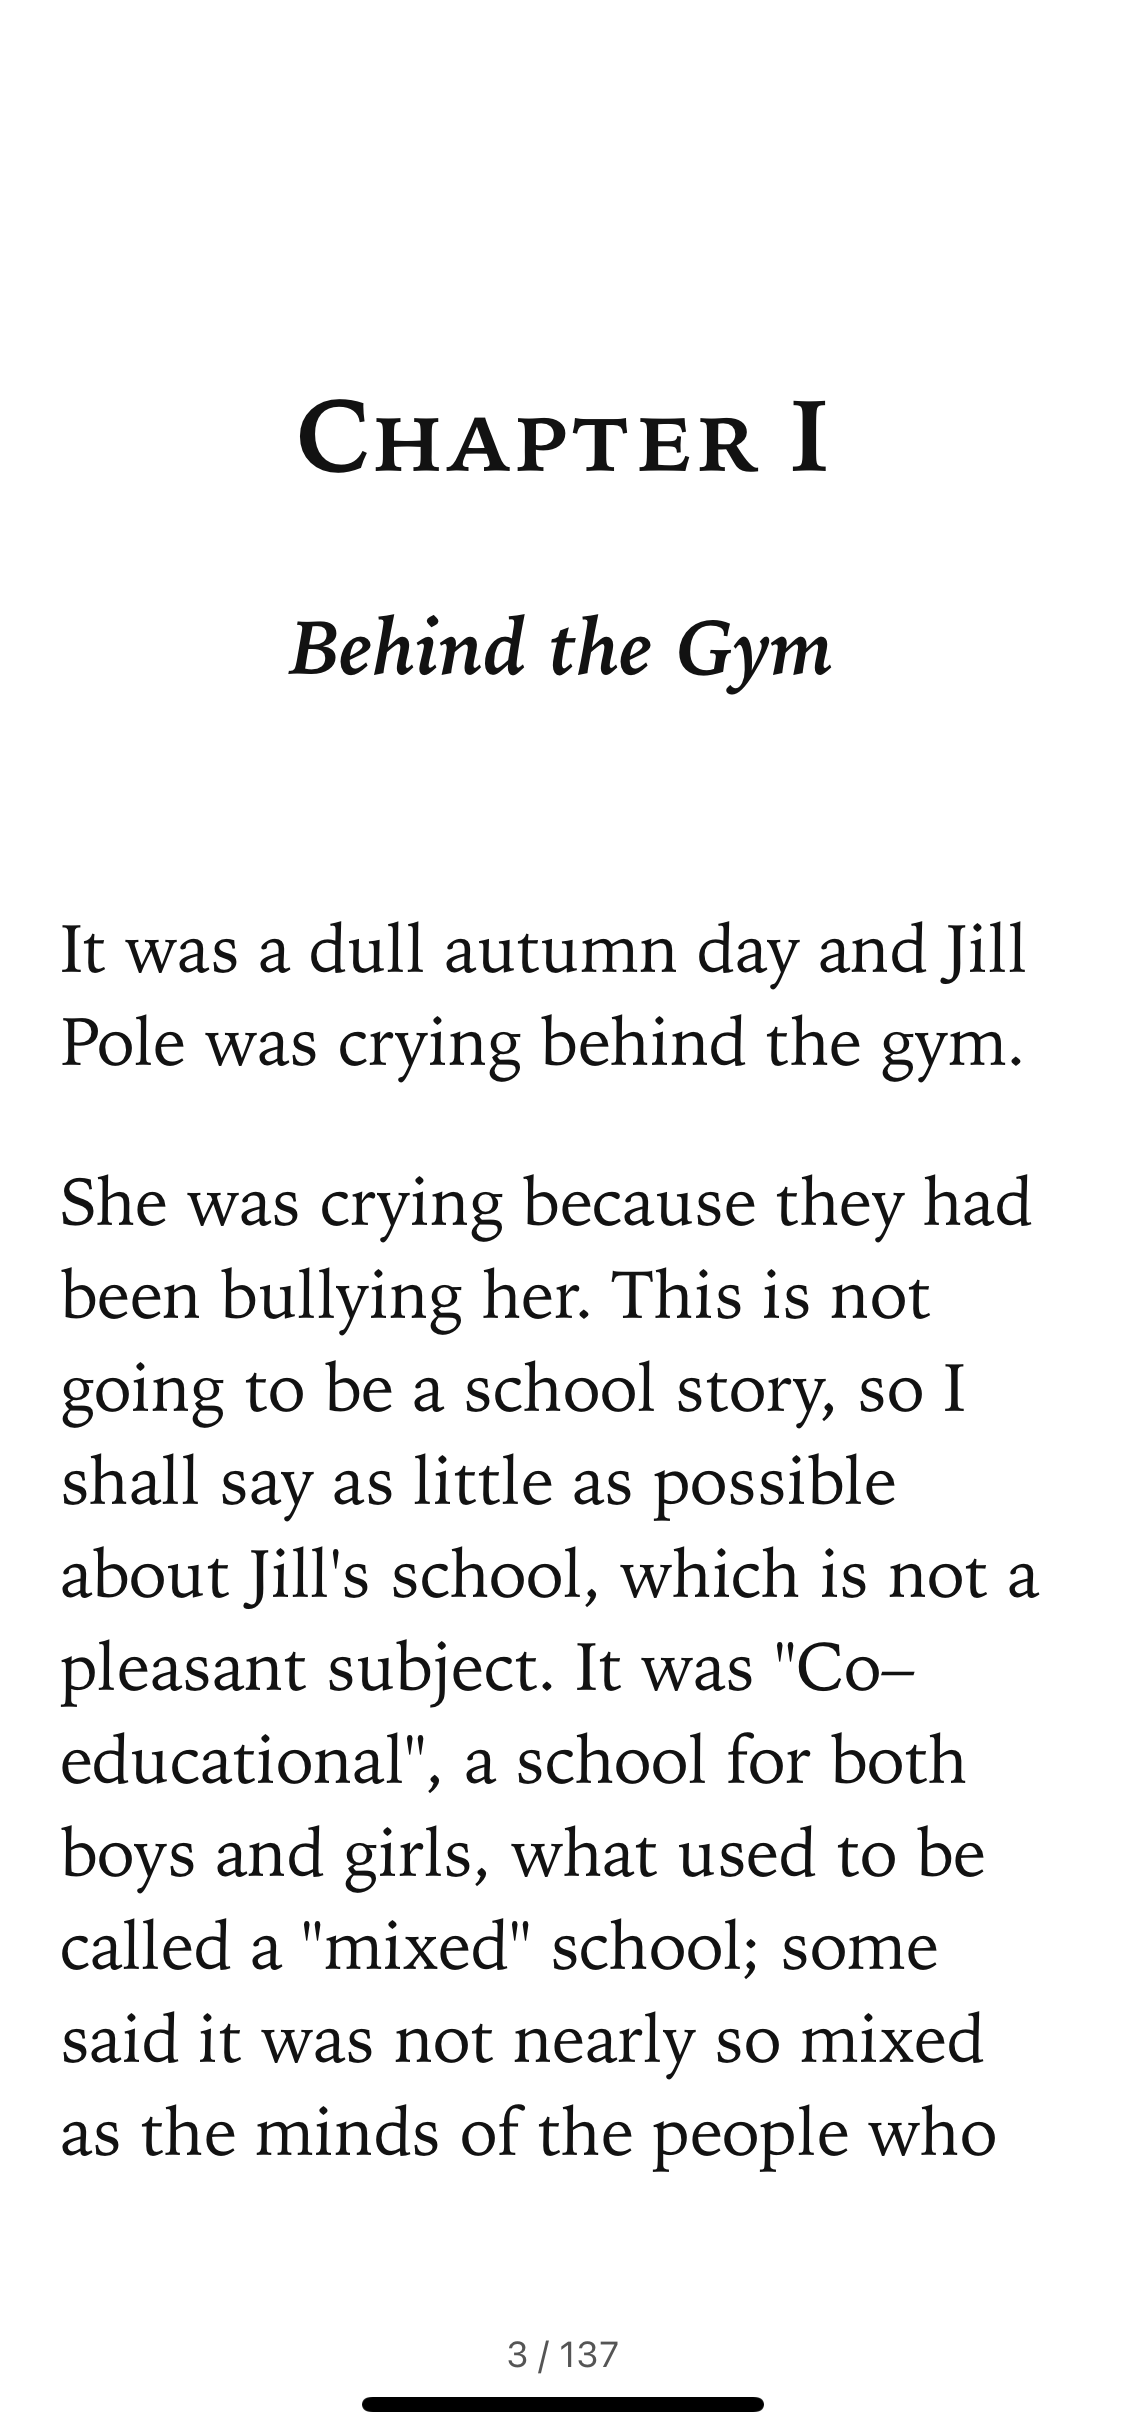 Chapter I
Behind the Gym
It was a dull autumn day and Jill
Pole was crying behind the gym.
She was crying because they had
been bullying her. This is not
going to be a school story, so I
shall say as little as possible
about Jill's school, which is not a
pleasant subject. It was "Co–
educational", a school for both
boys and girls, what used to be
called a "mixed" school; some
said it was not nearly so mixed
as the minds of the people who
3 / 137